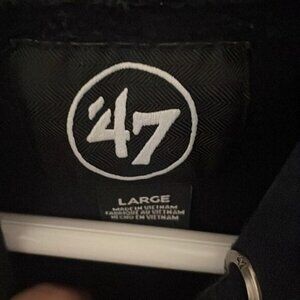 '47
LARGE
MADE IN VIETNAM
FABRIQUÉ AU VIETNAM
HECHO EN VIETNAM